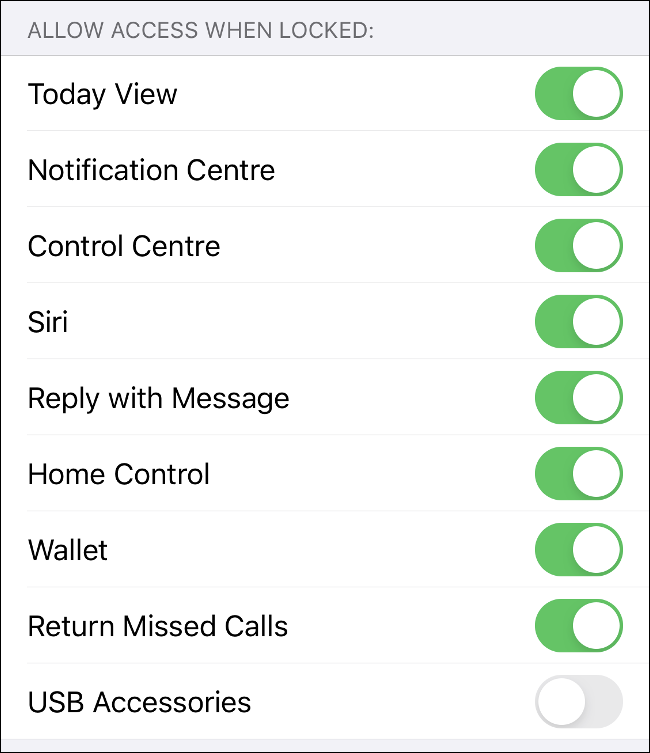 ALLOW ACCESS WHEN LOCKED:
Today View
Notification Centre
Control Centre
Siri
Reply with Message
Home Control
Wallet
Return Missed Calls
USB Accessories